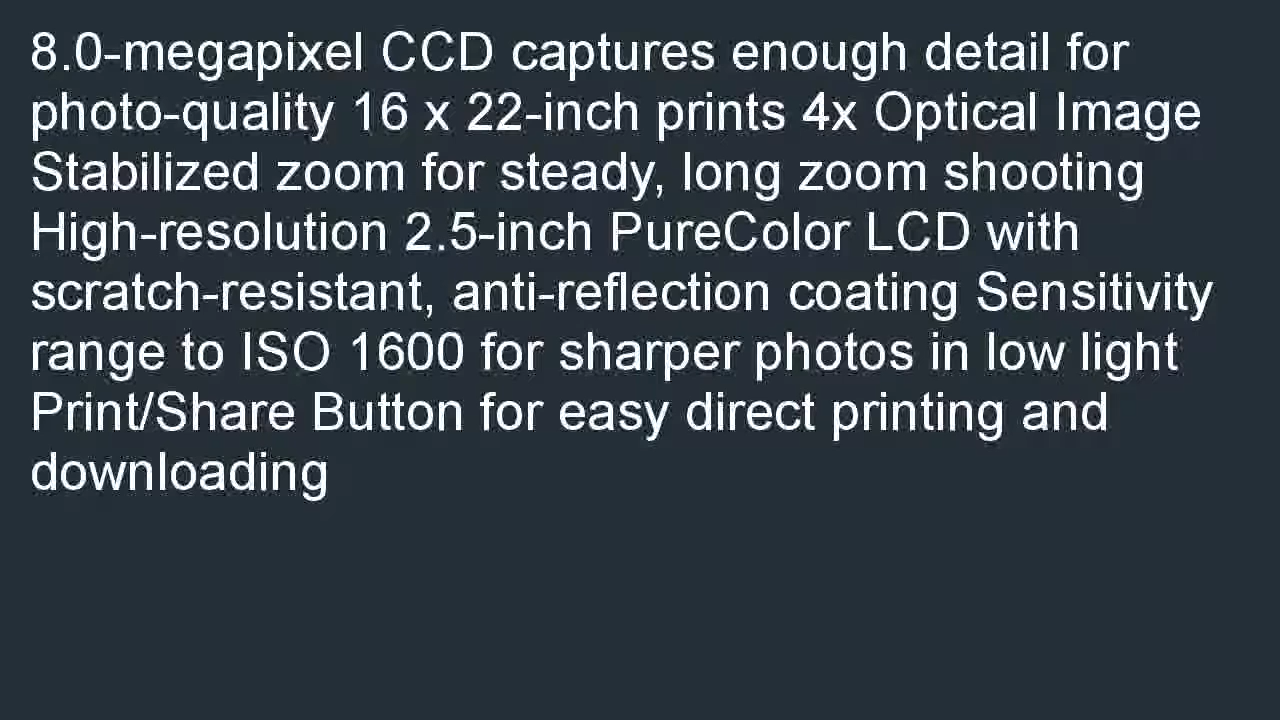 8.0-megapixel CCD captures enough detail for
photo-quality 16 x 22-inch prints 4x Optical Image
Stabilized zoom for steady, long zoom shooting
High-resolution 2.5-inch PureColor LCD with
scratch-resistant, anti-reflection coating Sensitivity
range to ISO 1600 for sharper photos in low light
Print/Share Button for easy direct printing and
downloading